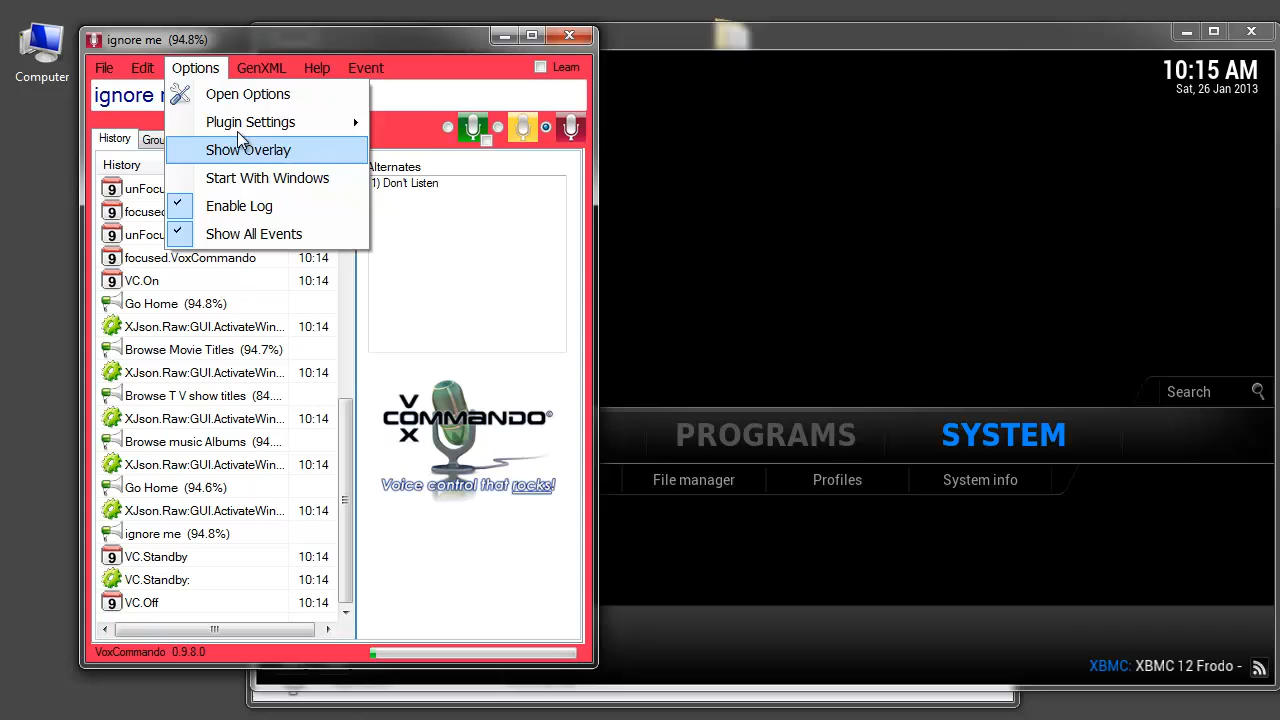 Computer
ignore me (94.8%)
File Edit Options GenXML Help Event Learn
ignore
Open Options
Plugin Settings
Show Overlay
Start With Windows
Enable Log
Show All Events
History
History
Alternates
1) Don't Listen
focused.VoxCommando 10:14
9 VC.On 10:14
Go Home (94.8%)
XJson.Raw:GUI.ActivateWin... 10:14
Browse Movie Titles (94.7%)
XJson.Raw:GUI.ActivateWin... 10:14
Browse T V show titles (84....
XJson.Raw:GUI.ActivateWin... 10:14
Browse music Albums (94....
XJson.Raw:GUI.ActivateWin... 10:14
Go Home (94.6%)
XJson.Raw:GUI.ActivateWin... 10:14
ignore me (94.8%)
9 VC.Standby 10:14
VC.Standby: 10:14
9 VC.Off 10:14
VOX COMMANDO
Voice control that rocks!
VoxCommando 0.9.8.0
10:15 AM
Sat, 26 Jan 2013
Search
PROGRAMS SYSTEM
File manager Profiles System info
XBMC: XBMC 12 Frodo -